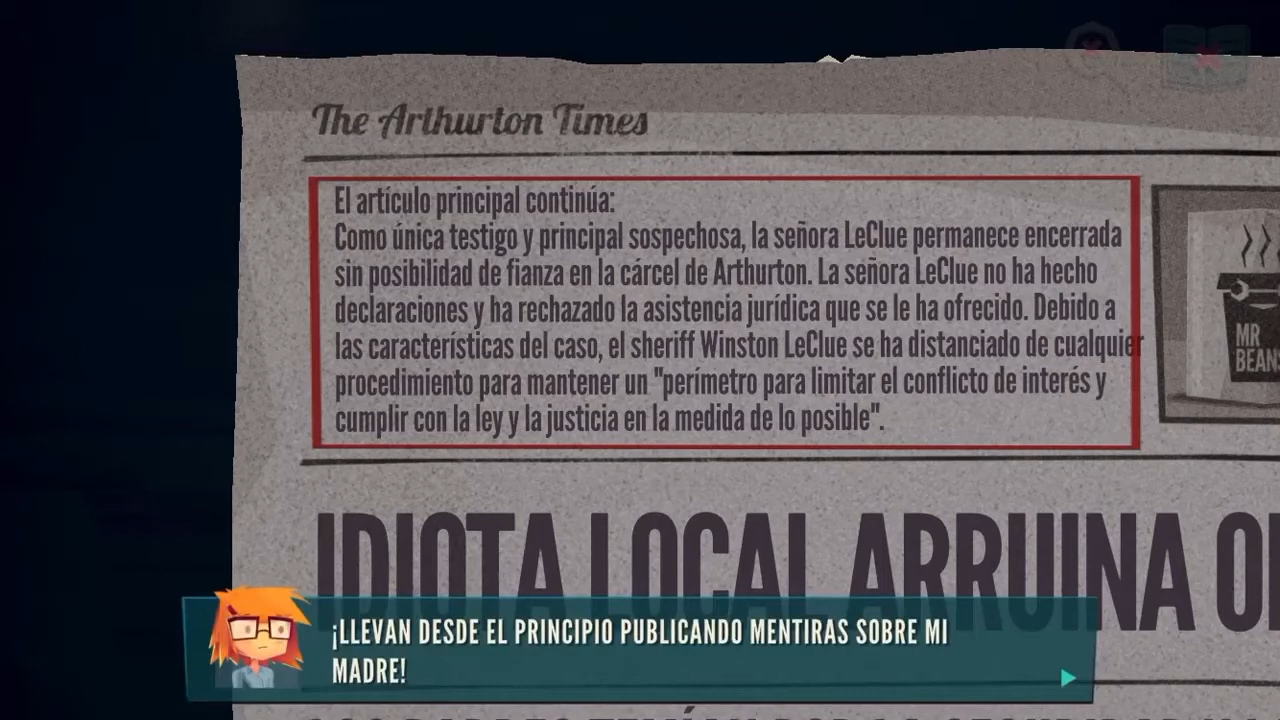 The Arthurton Times
El artículo principal continúa:
Como única testigo y principal sospechosa, la señora LeClue permanece encerrada
sin posibilidad de fianza en la cárcel de Arthurton. La señora LeClue no ha hecho
declaraciones y ha rechazado la asistencia jurídica que se le ha ofrecido. Debido a
las características del caso, el sheriff Winston LeClue se ha distanciado de cualquier
procedimiento para mantener un "perímetro para limitar el conflicto de interés y
cumplir con la ley y la justicia en la medida de lo posible".
MR
BEAN
IDIOTA LOCAL ARRUINA
¡LLEVAN DESDE EL PRINCIPIO PUBLICANDO MENTIRAS SOBRE MI
MADRE!